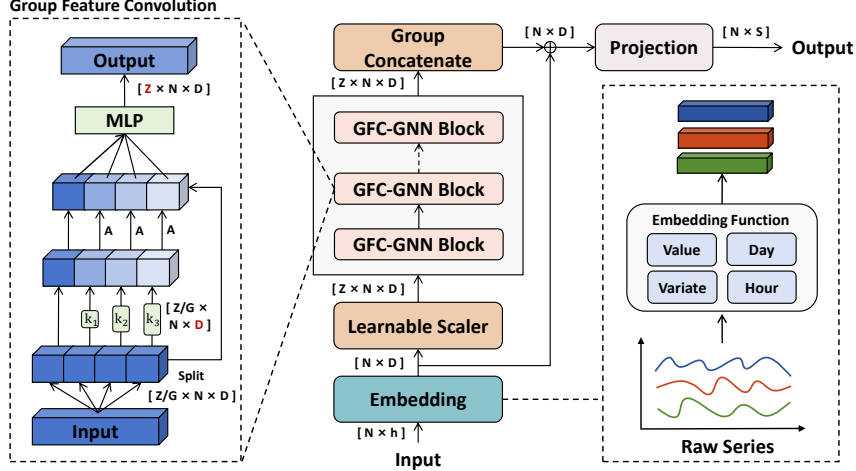 Group Feature Convolution
Output
[ Z × N × D ]
MLP
A
A
A
[ Z/G ×
N × D ]
k₁
k₂
k₃
Split
[ Z/G × N × D ]
Input
Group
Concatenate
[ N × D ]
Projection
[ N × S ]
Output
[ Z × N × D ]
GFC-GNN Block
GFC-GNN Block
GFC-GNN Block
[ Z × N × D ]
Learnable Scaler
[ N × D ]
Embedding
[ N × h ]
Input
Embedding Function
Value
Day
Variate
Hour
Raw Series